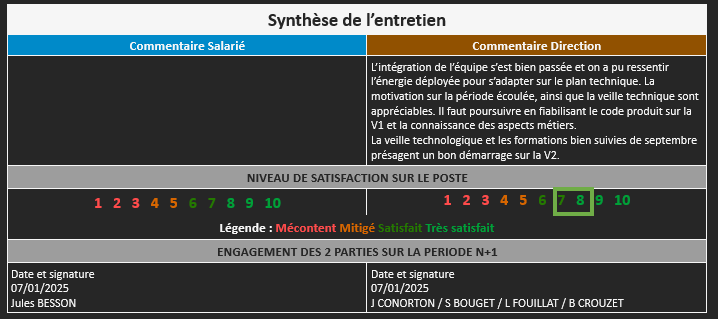 Synthèse de l'entretien
Commentaire Salarié
Commentaire Direction
L'intégration de l'équipe s'est bien passée et on a pu ressentir
l'énergie déployée pour s'adapter sur le plan technique. La
motivation sur la période écoulée, ainsi que la veille technique sont
appréciables. Il faut poursuivre en fiabilisant le code produit sur la
V1 et la connaissance des aspects métiers.
La veille technologique et les formations bien suivies de septembre
présagent un bon démarrage sur la V2.
NIVEAU DE SATISFACTION SUR LE POSTE
1 2 3 4 5 6 7 8 9 10
1 2 3 4 5 6 7 8 9 10
Légende : Mécontent Mitigé Satisfait Très satisfait
ENGAGEMENT DES 2 PARTIES SUR LA PERIODE N+1
Date et signature
07/01/2025
Jules BESSON
Date et signature
07/01/2025
J CONORTON / S BOUGET / L FOUILLAT / B CROUZET